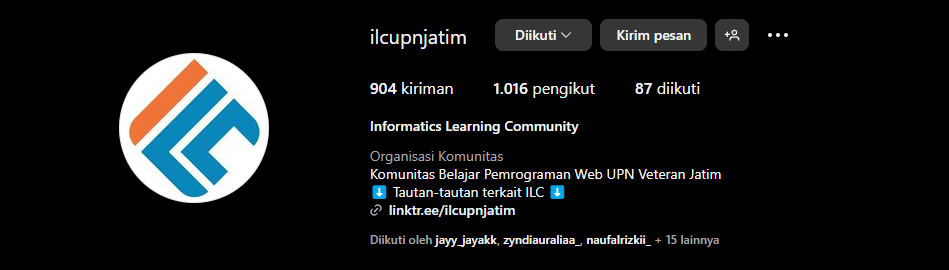 ilcupnjatim Diikuti Kirim pesan
904 kiriman 1.016 pengikut 87 diikuti
Informatics Learning Community
Organisasi Komunitas
Komunitas Belajar Pemrograman Web UPN Veteran Jatim
⬇️ Tautan-tautan terkait ILC ⬇️
linktr.ee/ilcupnjatim
Diikuti oleh jayy_jayakk, zyndiauraliaa_, naufalrizkii_ + 15 lainnya